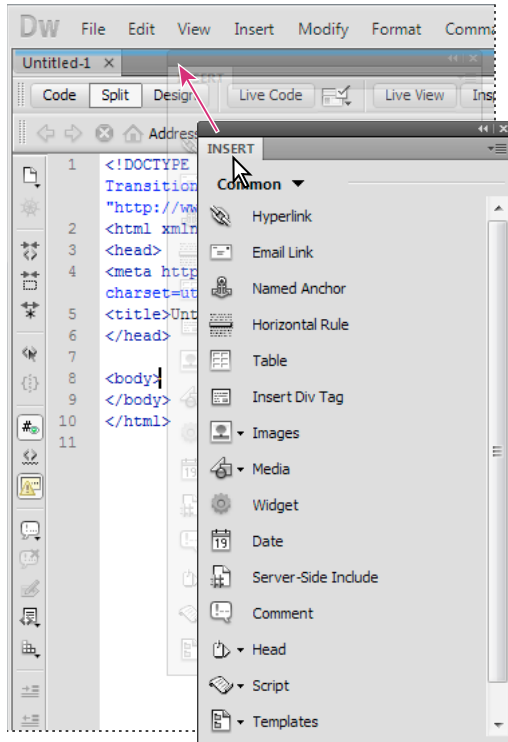 Dw File Edit View Insert Modify Format Comma
Untitled-1 ×
INSERT
Code Split Design Live Code Live View Insp
Address
INSERT
Common
1 <!DOCTYPE
Transition
"http://ww
2 <html xmln
3 <head>
4 <meta http
charset=ut
5 <title>Unt
6 </head>
7
8 <body>
9 </body>
10 </html>
11
Hyperlink
Email Link
Named Anchor
Horizontal Rule
Table
Insert Div Tag
Images
Media
Widget
19 Date
Server-Side Include
Comment
Head
Script
Templates